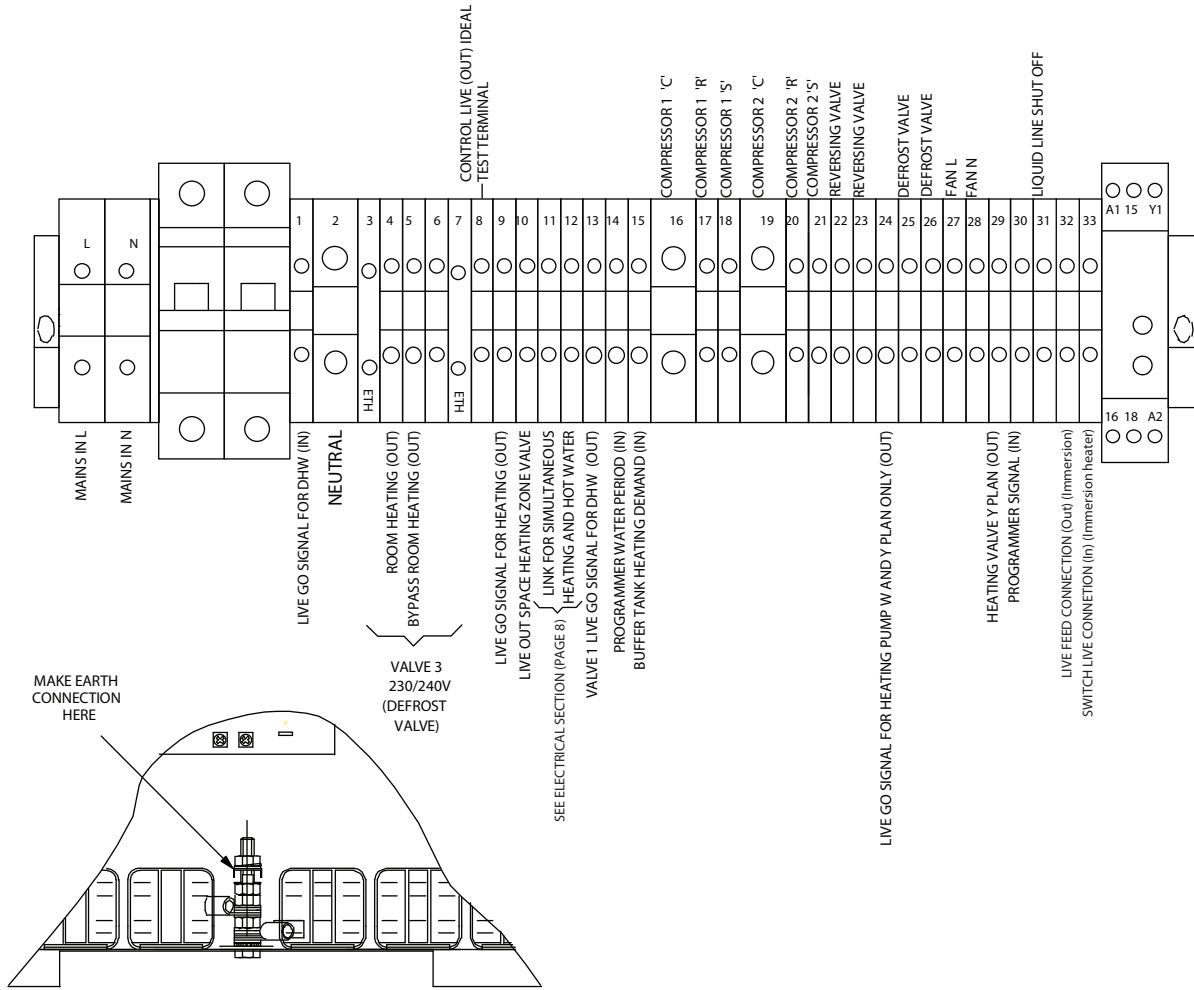 CONTROL LIVE (OUT) IDEAL
TEST TERMINAL
COMPRESSOR 1 'C'
COMPRESSOR 1 'R'
COMPRESSOR 1 'S'
COMPRESSOR 2 'C'
COMPRESSOR 2 'R'
COMPRESSOR 2 'S'
REVERSING VALVE
REVERSING VALVE
DEFROST VALVE
DEFROST VALVE
FAN L
FAN N
LIQUID LINE SHUT OFF
L
N
1
2
3
4
5
6
7
8
9
10
11
12
13
14
15
16
17
18
19
20
21
22
23
24
25
26
27
28
29
30
31
32
33
A1 15 Y1
ETH
ETH
16 18 A2
MAINS IN L
MAINS IN N
LIVE GO SIGNAL FOR DHW (IN)
NEUTRAL
ROOM HEATING (OUT)
BYPASS ROOM HEATING (OUT)
VALVE 3
230/240V
(DEFROST
VALVE)
LIVE GO SIGNAL FOR HEATING (OUT)
LIVE OUT SPACE HEATING ZONE VALVE
LINK FOR SIMULTANEOUS
HEATING AND HOT WATER
SEE ELECTRICAL SECTION (PAGE 8)
VALVE 1 LIVE GO SIGNAL FOR DHW (OUT)
PROGRAMMER WATER PERIOD (IN)
BUFFER TANK HEATING DEMAND (IN)
LIVE GO SIGNAL FOR HEATING PUMP W AND Y PLAN ONLY (OUT)
HEATING VALVE Y PLAN (OUT)
PROGRAMMER SIGNAL (IN)
LIVE FEED CONNECTION (Out) (Immersion)
SWITCH LIVE CONNETION (In) (Immersion heater)
MAKE EARTH
CONNECTION
HERE